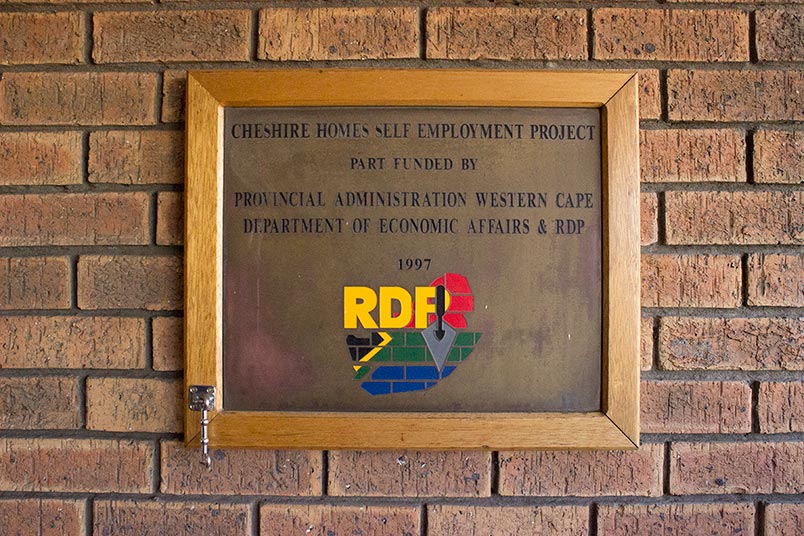 CHESHIRE HOMES SELF EMPLOYMENT PROJECT
PART FUNDED BY
PROVINCIAL ADMINISTRATION WESTERN CAPE
DEPARTMENT OF ECONOMIC AFFAIRS & RDP
1997
RDP